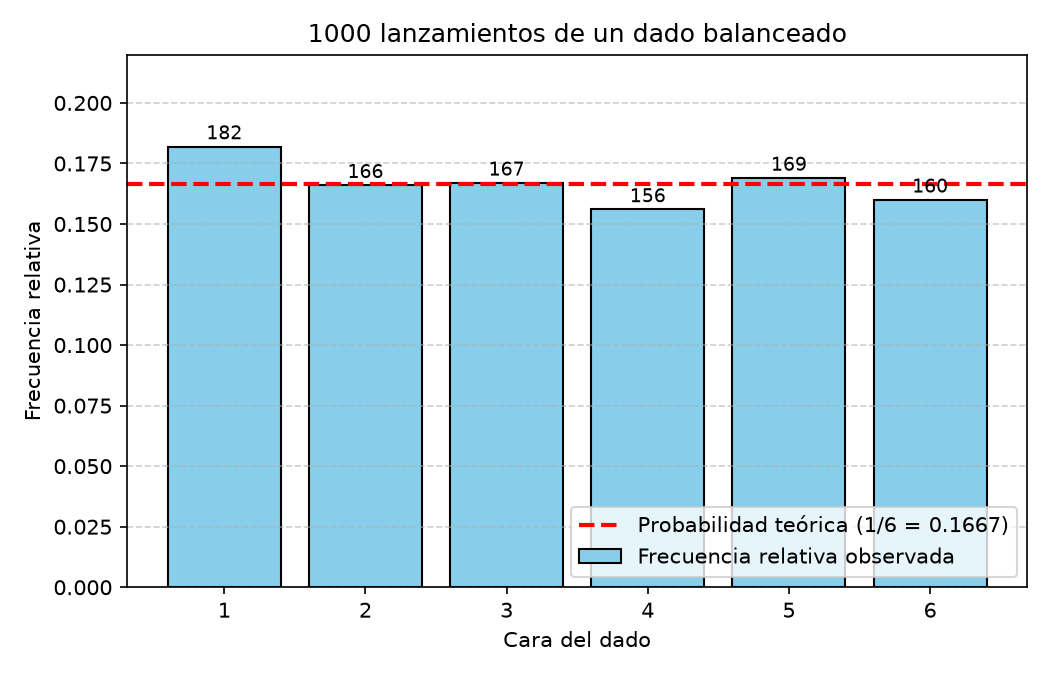 1000 lanzamientos de un dado balanceado
Frecuencia relativa
0.200
0.175
0.150
0.125
0.100
0.075
0.050
0.025
0.000
182
166
167
156
169
160
Probabilidad teórica (1/6 = 0.1667)
Frecuencia relativa observada
1 2 3 4 5 6
Cara del dado